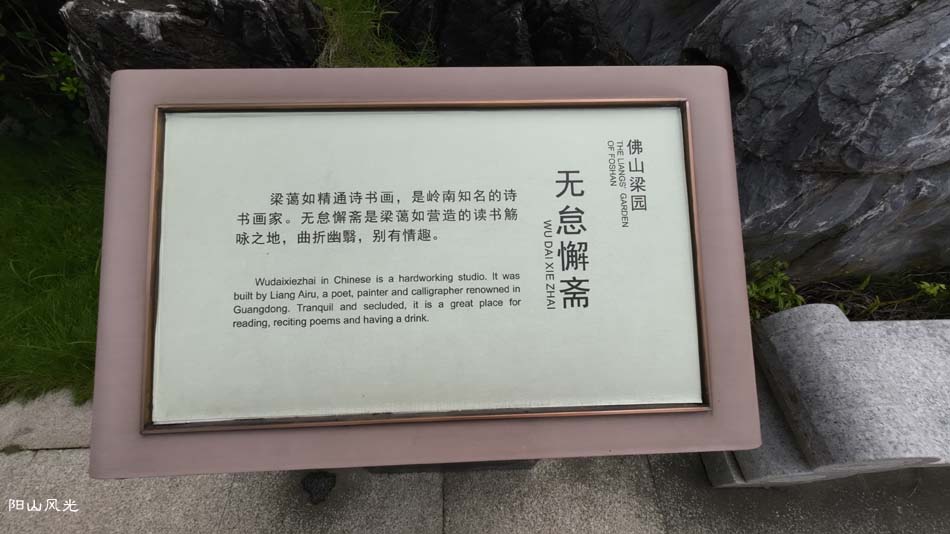 佛山梁园
THE LIANGS' GARDEN
OF FOSHAN
无怠懈斋
WU DAI XIE ZHAI
梁蔼如精通诗书画，是岭南知名的诗
书画家。无怠懈斋是梁蔼如营造的读书觞
咏之地，曲折幽翳，别有情趣。
Wudaixiezhai in Chinese is a hardworking studio. It was
built by Liang Airu, a poet, painter and calligrapher renowned in
Guangdong. Tranquil and secluded, it is a great place for
reading, reciting poems and having a drink.
阳山风光